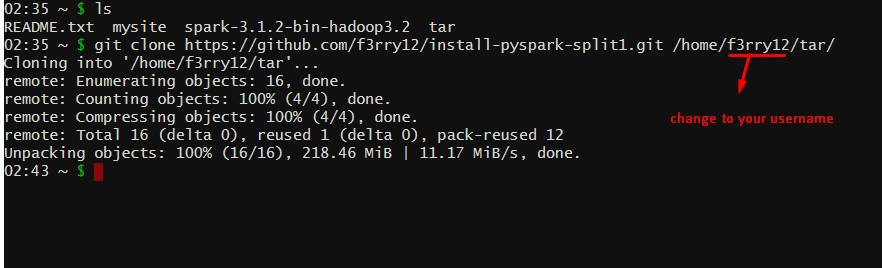 02:35 ~ $ ls
README.txt  mysite  spark-3.1.2-bin-hadoop3.2  tar
02:35 ~ $ git clone https://github.com/f3rry12/install-pyspark-split1.git /home/f3rry12/tar/
Cloning into '/home/f3rry12/tar'...
remote: Enumerating objects: 16, done.
remote: Counting objects: 100% (4/4), done.
remote: Compressing objects: 100% (4/4), done.
change to your username
remote: Total 16 (delta 0), reused 1 (delta 0), pack-reused 12
Unpacking objects: 100% (16/16), 218.46 MiB | 11.17 MiB/s, done.
02:43 ~ $